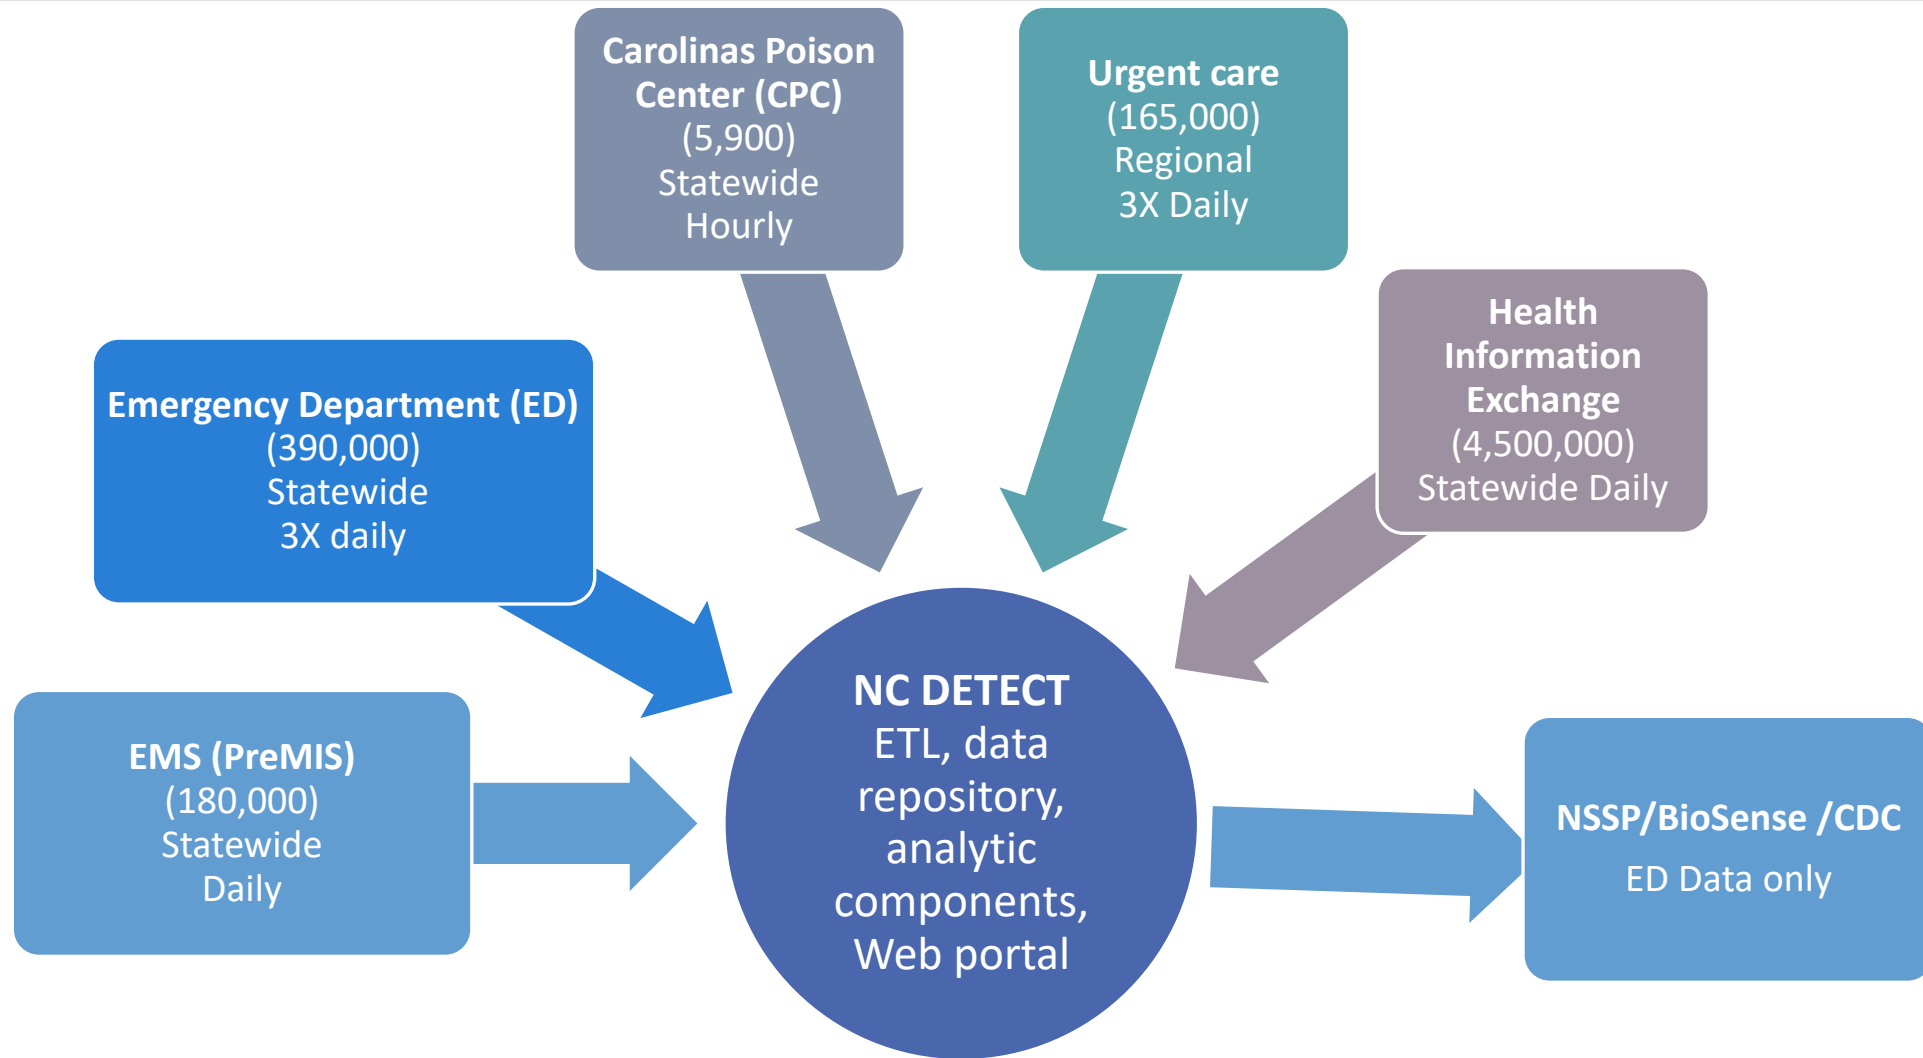 Carolinas Poison
Center (CPC)
(5,900)
Statewide
Hourly
Urgent care
(165,000)
Regional
3X Daily
Health
Information
Exchange
(4,500,000)
Statewide Daily
Emergency Department (ED)
(390,000)
Statewide
3X daily
EMS (PreMIS)
(180,000)
Statewide
Daily
NC DETECT
ETL, data
repository,
analytic
components,
Web portal
NSSP/BioSense /CDC
ED Data only